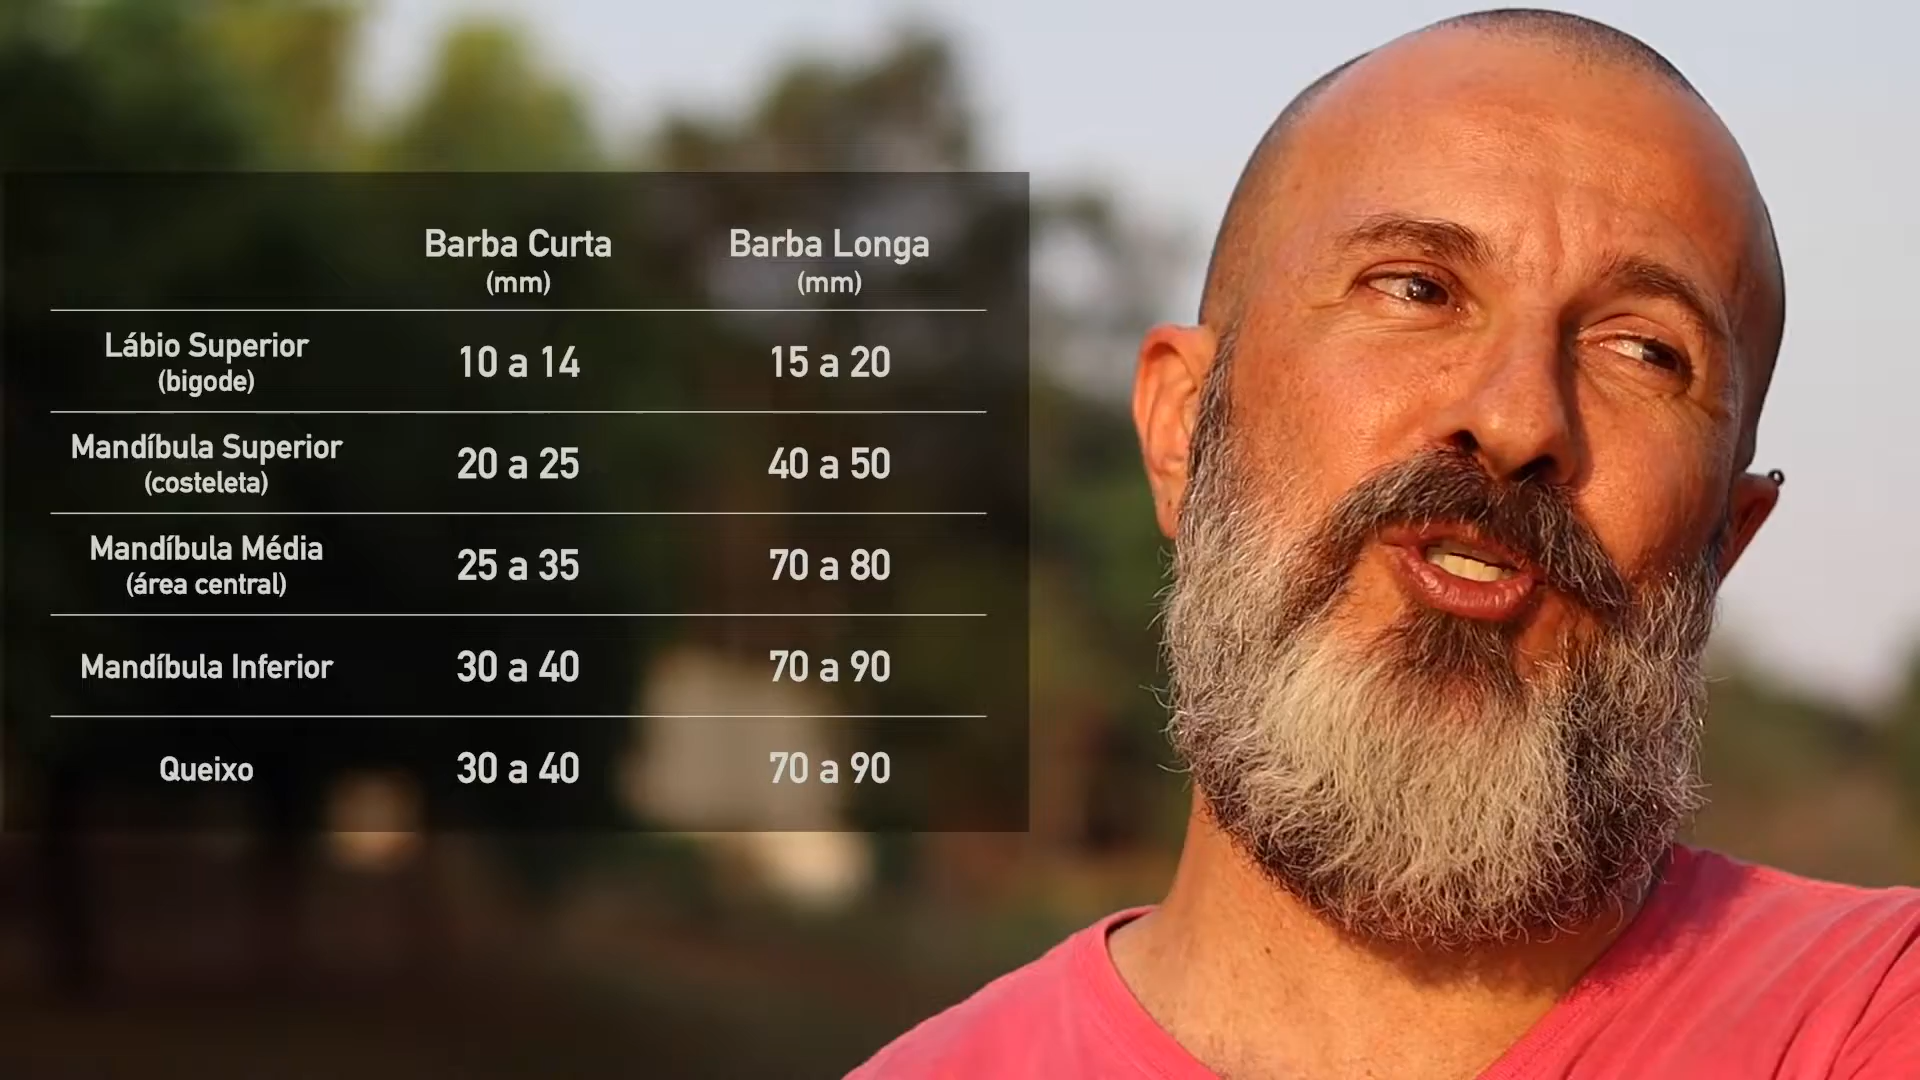 Barba Curta Barba Longa
(mm) (mm)
Lábio Superior
(bigode)
10 a 14 15 a 20
Mandíbula Superior
(costeleta)
20 a 25 40 a 50
Mandíbula Média
(área central)
25 a 35 70 a 80
Mandíbula Inferior 30 a 40 70 a 90
Queixo 30 a 40 70 a 90